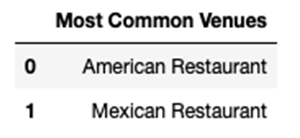 Most Common Venues
0 American Restaurant
1 Mexican Restaurant